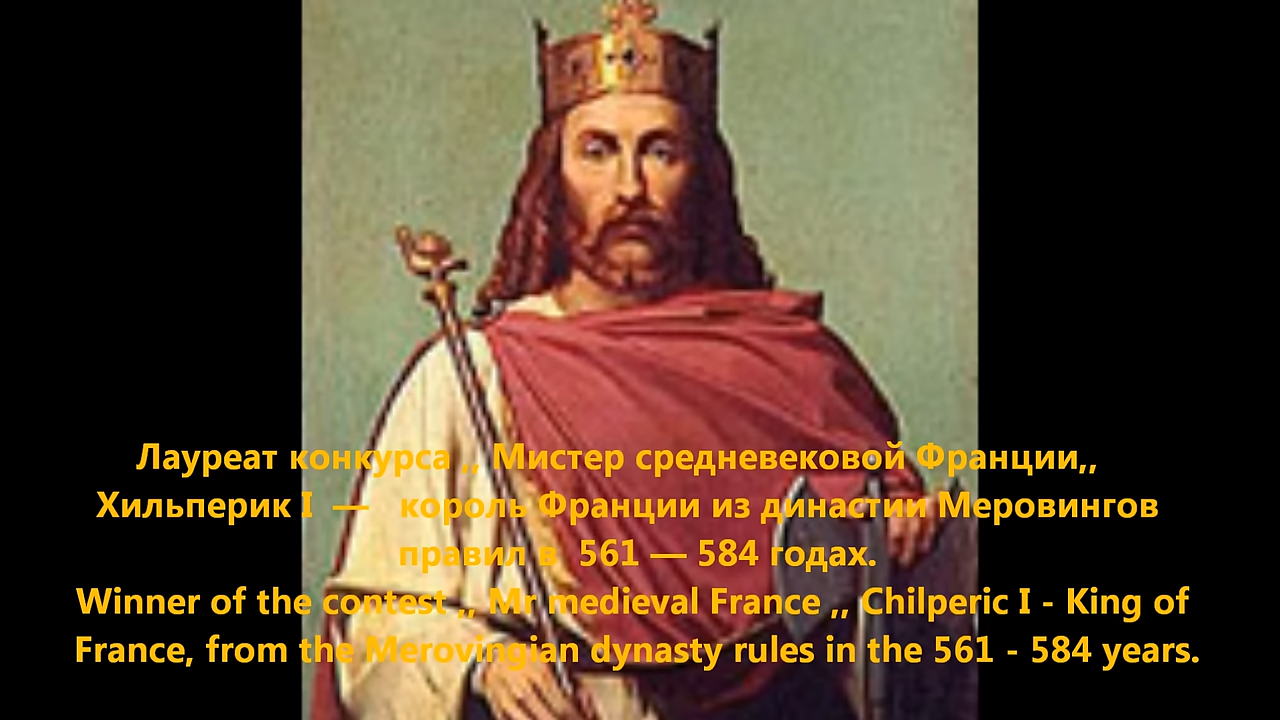 Лауреат конкурса ,, Мистер средневековой Франции,,
Хильперик I — король Франции из династии Меровингов
правил в 561 — 584 годах.
Winner of the contest ,, Mr medieval France ,, Chilperic I - King of
France, from the Merovingian dynasty rules in the 561 - 584 years.